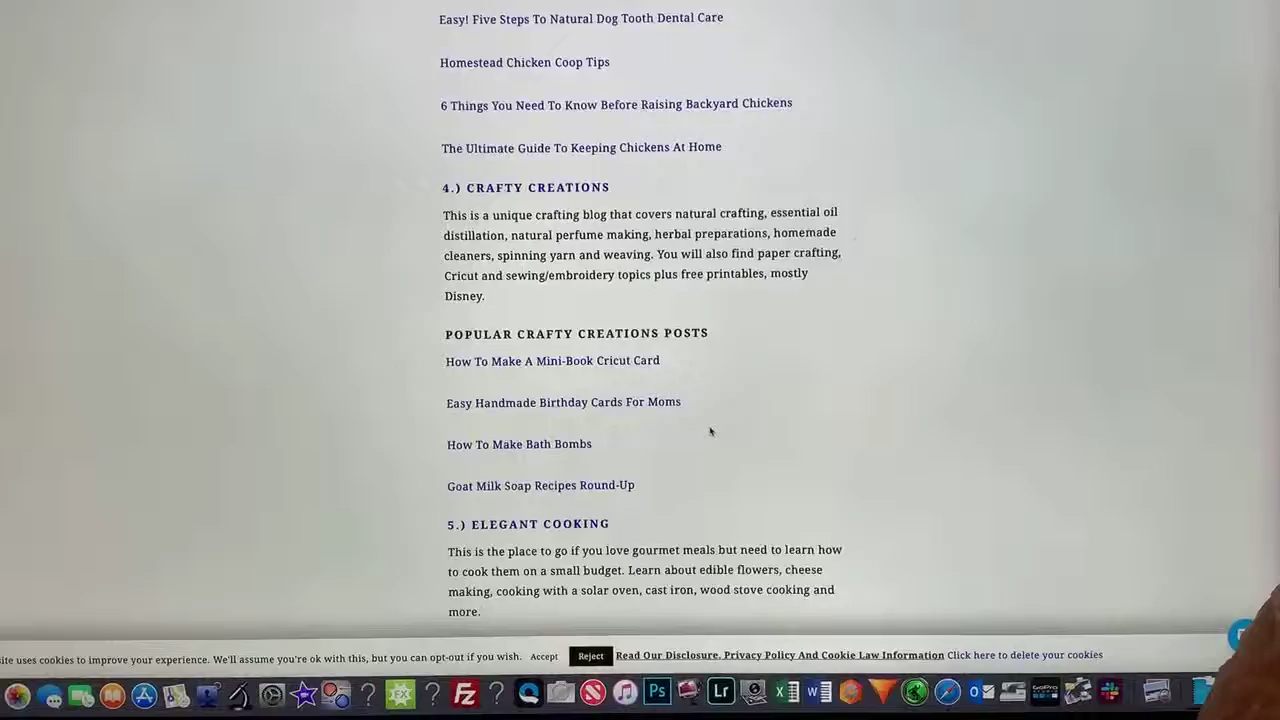 Easy! Five Steps To Natural Dog Tooth Dental Care
Homestead Chicken Coop Tips
6 Things You Need To Know Before Raising Backyard Chickens
The Ultimate Guide To Keeping Chickens At Home
4.) CRAFTY CREATIONS
This is a unique crafting blog that covers natural crafting, essential oil
distillation, natural perfume making, herbal preparations, homemade
cleaners, spinning yarn and weaving. You will also find paper crafting,
Cricut and sewing/embroidery topics plus free printables, mostly
Disney.
POPULAR CRAFTY CREATIONS POSTS
How To Make A Mini-Book Cricut Card
Easy Handmade Birthday Cards For Moms
How To Make Bath Bombs
Goat Milk Soap Recipes Round-Up
5.) ELEGANT COOKING
This is the place to go if you love gourmet meals but need to learn how
to cook them on a small budget. Learn about edible flowers, cheese
making, cooking with a solar oven, cast iron, wood stove cooking and
more.
ite uses cookies to improve your experience. We'll assume you're ok with this, but you can opt-out if you wish. Accept Reject Read Our Disclosure, Privacy Policy And Cookie Law Information Click here to delete your cookies
? FX ? Fz ? Ps Lr X W O GoPro